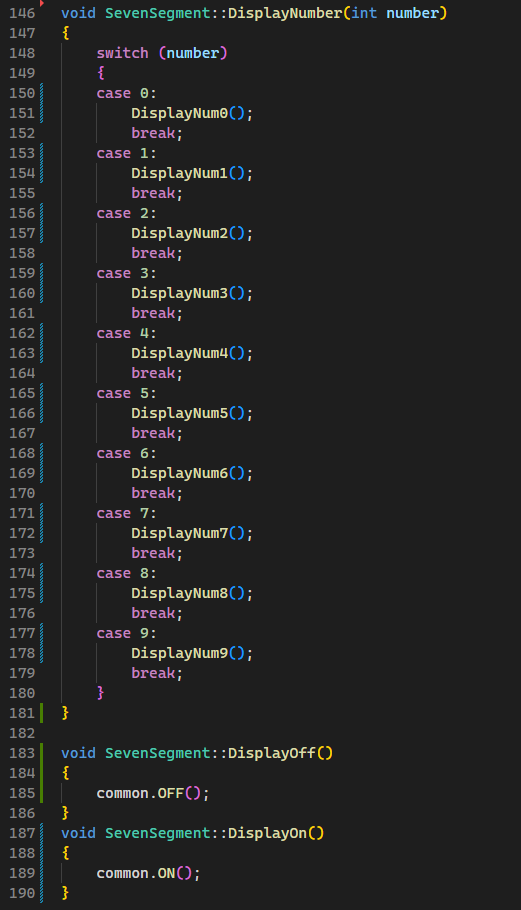 146 void SevenSegment::DisplayNumber(int number)
147 {
148     switch (number)
149     {
150     case 0:
151         DisplayNum0();
152         break;
153     case 1:
154         DisplayNum1();
155         break;
156     case 2:
157         DisplayNum2();
158         break;
159     case 3:
160         DisplayNum3();
161         break;
162     case 4:
163         DisplayNum4();
164         break;
165     case 5:
166         DisplayNum5();
167         break;
168     case 6:
169         DisplayNum6();
170         break;
171     case 7:
172         DisplayNum7();
173         break;
174     case 8:
175         DisplayNum8();
176         break;
177     case 9:
178         DisplayNum9();
179         break;
180     }
181 }
182
183 void SevenSegment::DisplayOff()
184 {
185     common.OFF();
186 }
187 void SevenSegment::DisplayOn()
188 {
189     common.ON();
190 }